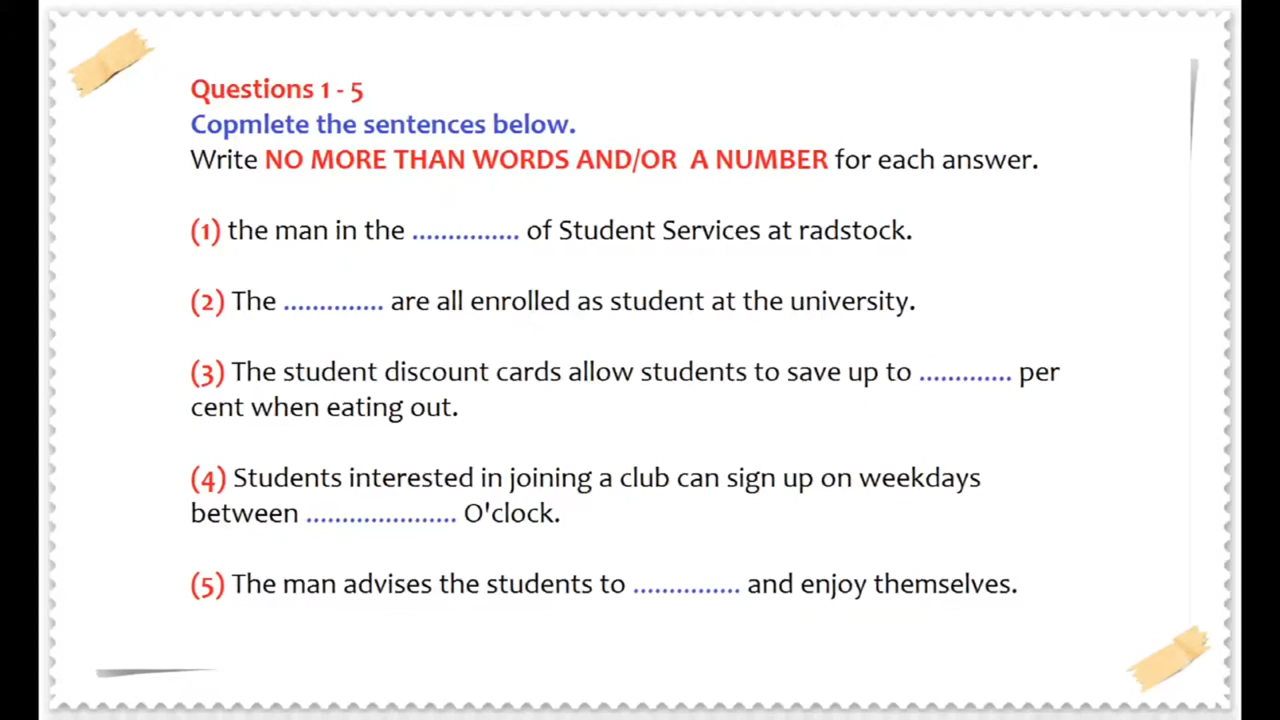 Questions 1 - 5
Copmlete the sentences below.
Write NO MORE THAN WORDS AND/OR A NUMBER for each answer.
(1) the man in the ............... of Student Services at radstock.
(2) The .............. are all enrolled as student at the university.
(3) The student discount cards allow students to save up to ............. per
cent when eating out.
(4) Students interested in joining a club can sign up on weekdays
between ..................... O'clock.
(5) The man advises the students to ............... and enjoy themselves.